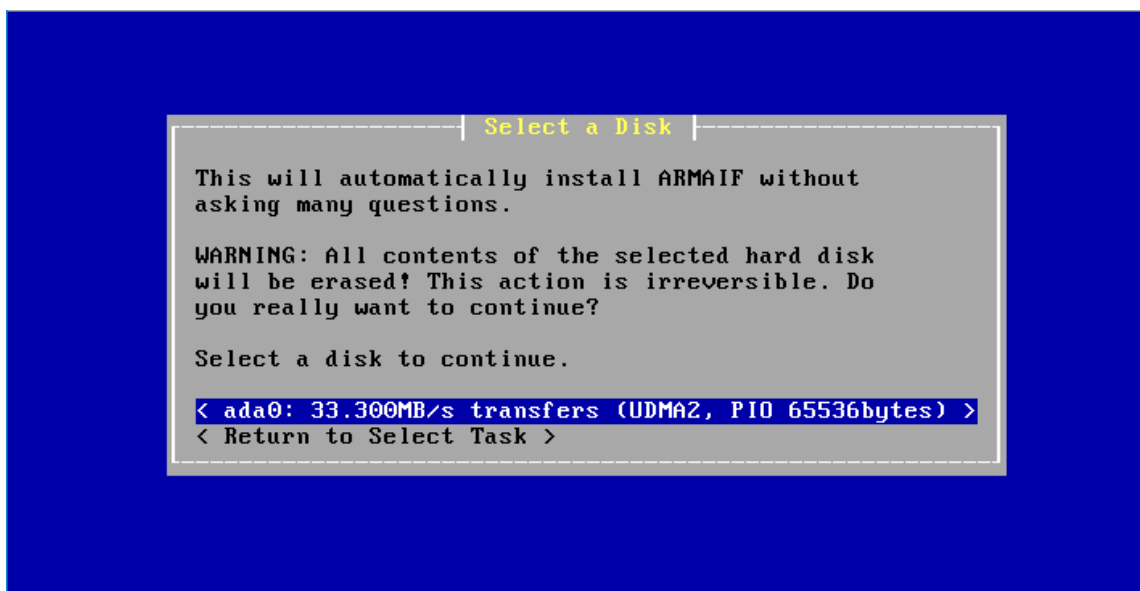 Select a Disk
This will automatically install ARMAIF without
asking many questions.
WARNING: All contents of the selected hard disk
will be erased! This action is irreversible. Do
you really want to continue?
Select a disk to continue.
< ada0: 33.300MB/s transfers (UDMA2, PIO 65536bytes) >
< Return to Select Task >